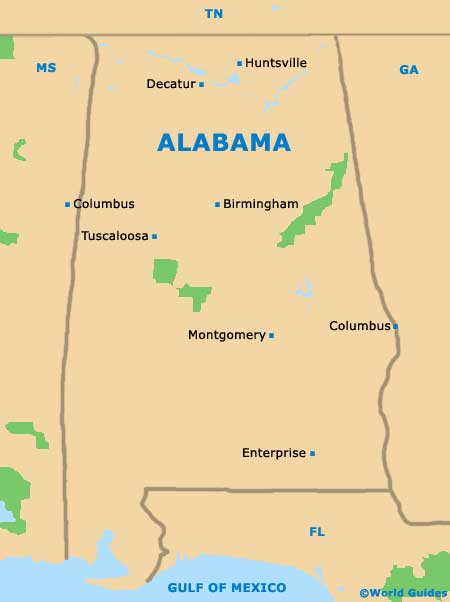 TN
MS
GA
Huntsville
Decatur
ALABAMA
Columbus
Birmingham
Tuscaloosa
Columbus
Montgomery
Enterprise
FL
GULF OF MEXICO
©World Guides